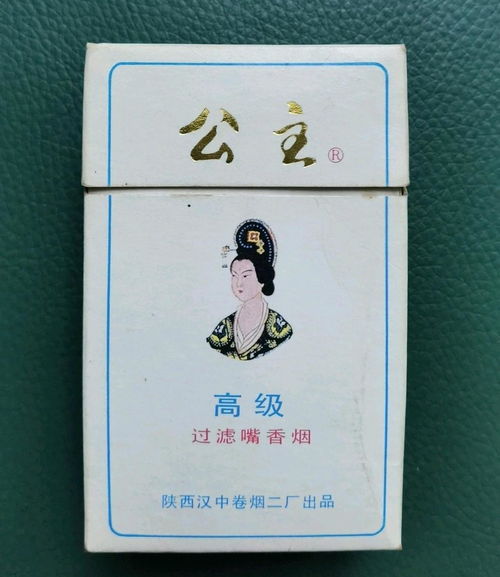 公主®
高级
过滤嘴香烟
陕西汉中卷烟二厂出品